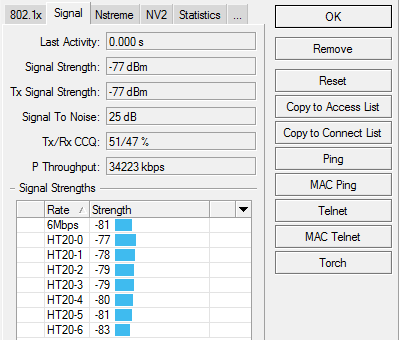 802.1x Signal Nstreme NV2 Statistics ...
Last Activity: 0.000 s
Signal Strength: -77 dBm
Tx Signal Strength: -77 dBm
Signal To Noise: 25 dB
Tx/Rx CCQ: 51/47 %
P Throughput: 34223 kbps
Signal Strengths
Rate Strength
6Mbps -81
HT20-0 -77
HT20-1 -78
HT20-2 -79
HT20-3 -79
HT20-4 -80
HT20-5 -81
HT20-6 -83
OK
Remove
Reset
Copy to Access List
Copy to Connect List
Ping
MAC Ping
Telnet
MAC Telnet
Torch